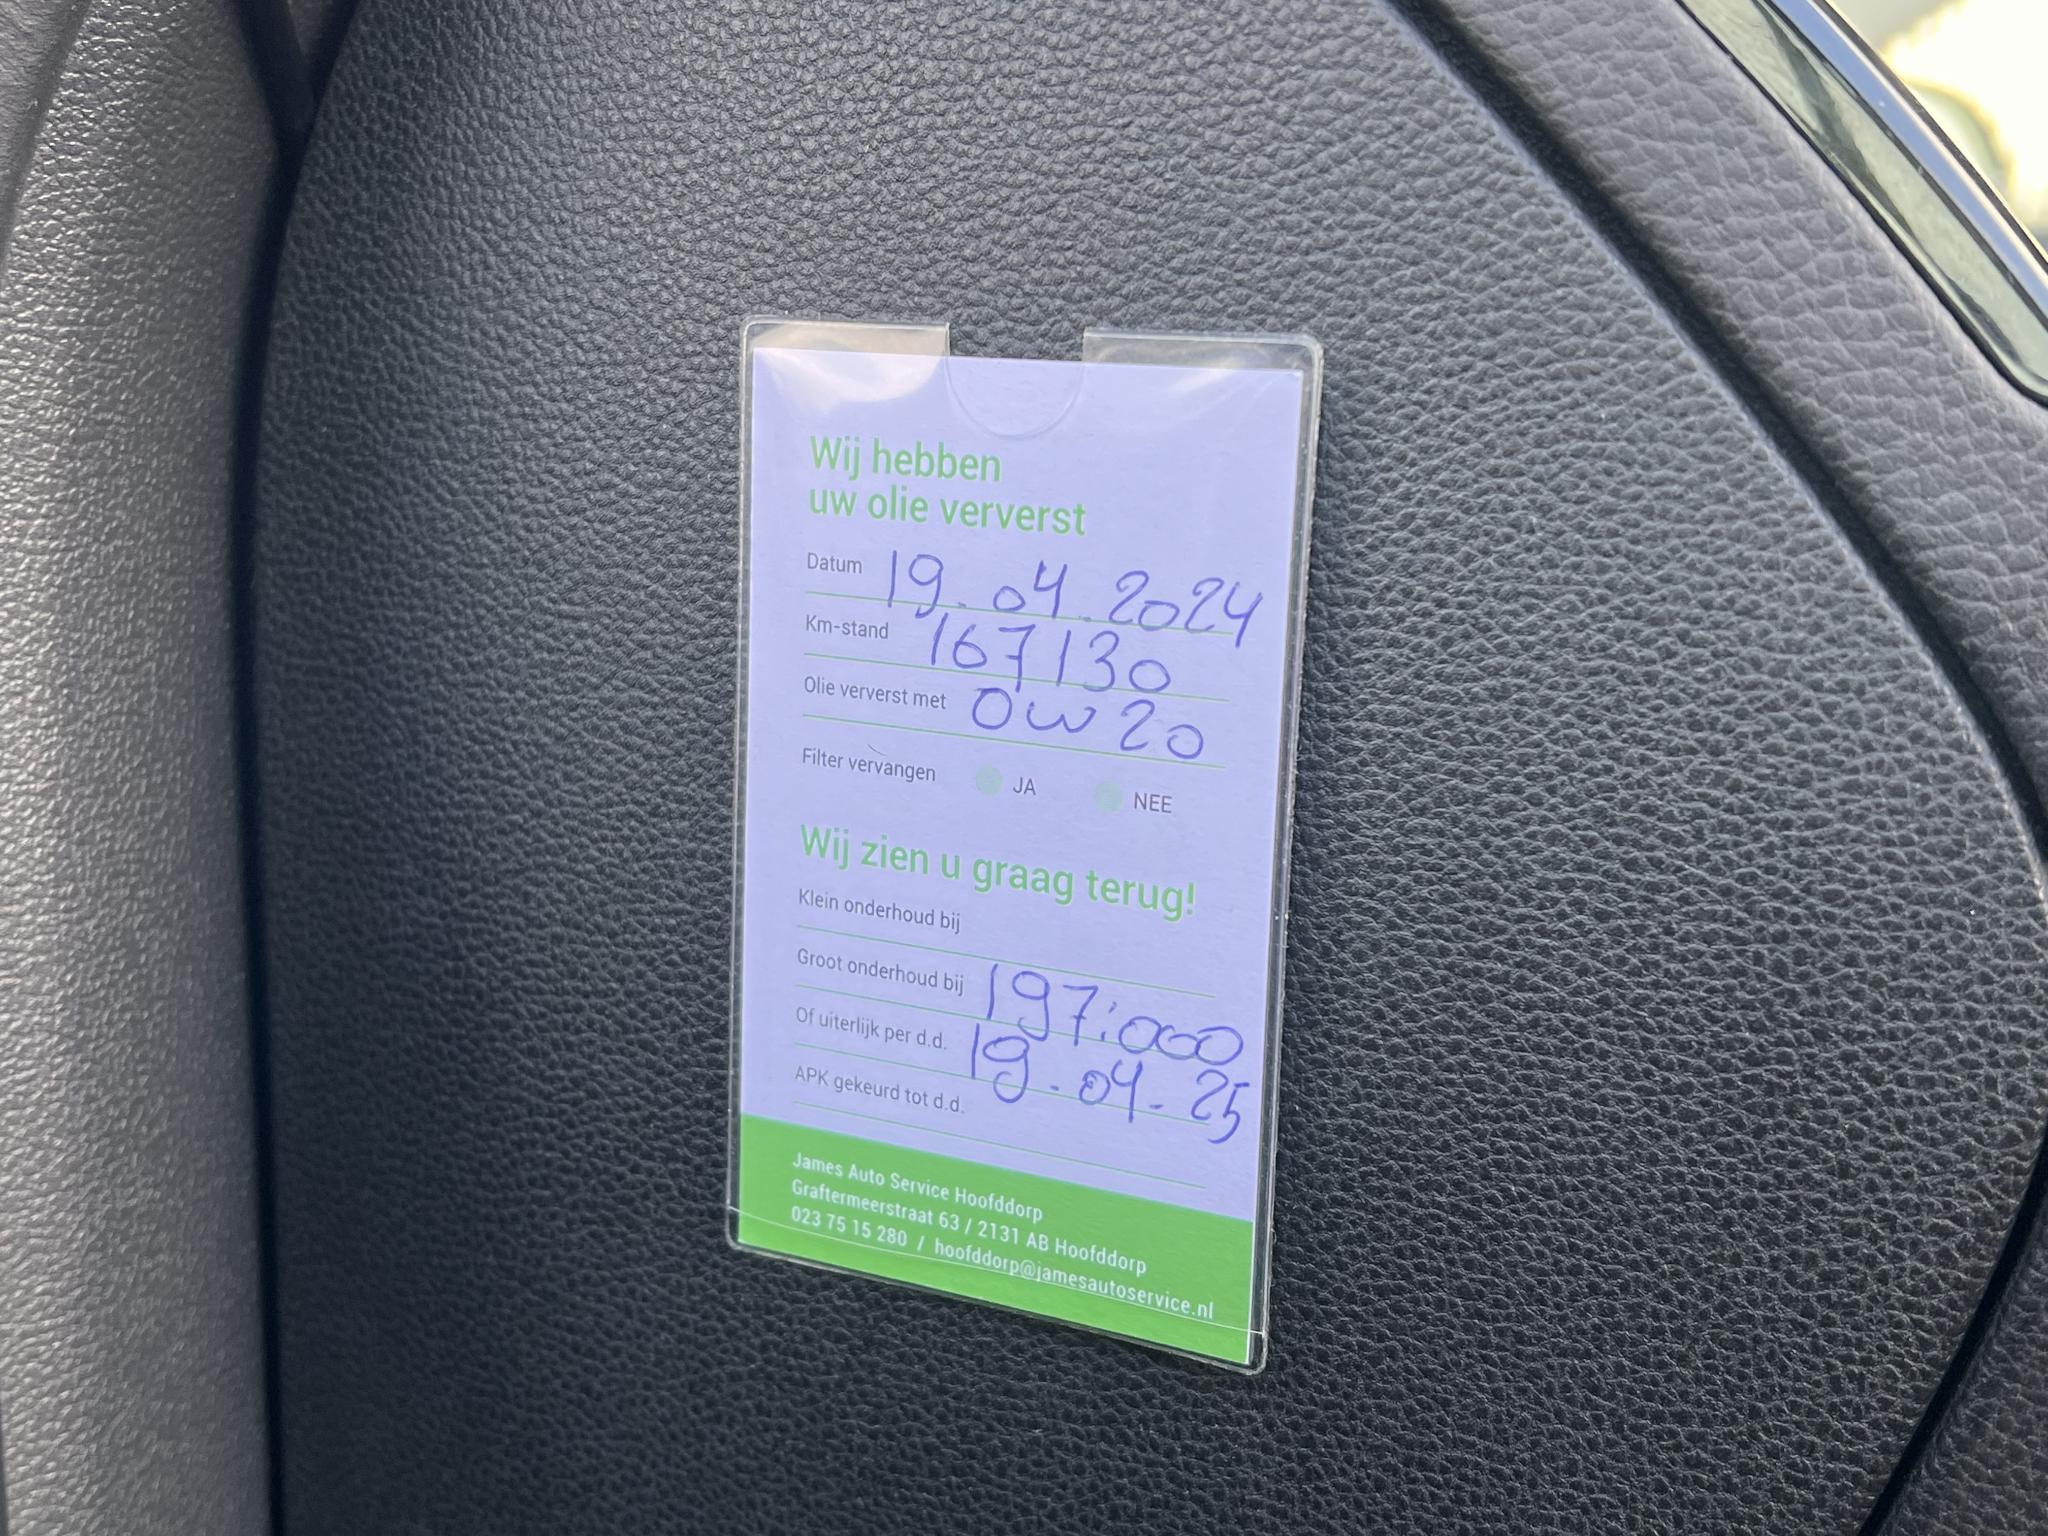 Wij hebben
uw olie ververst
Datum 19.04.2024
Km-stand 167130
Olie ververst met 0w20
Filter vervangen JA NEE
Wij zien u graag terug!
Klein onderhoud bij
Groot onderhoud bij 197.000
Of uiterlijk per d.d. 19-04-25
APK gekeurd tot d.d.
James Auto Service Hoofddorp
Graftermeerstraat 63 / 2131 AB Hoofddorp
023 75 15 280 / hoofddorp@jamesautoservice.nl